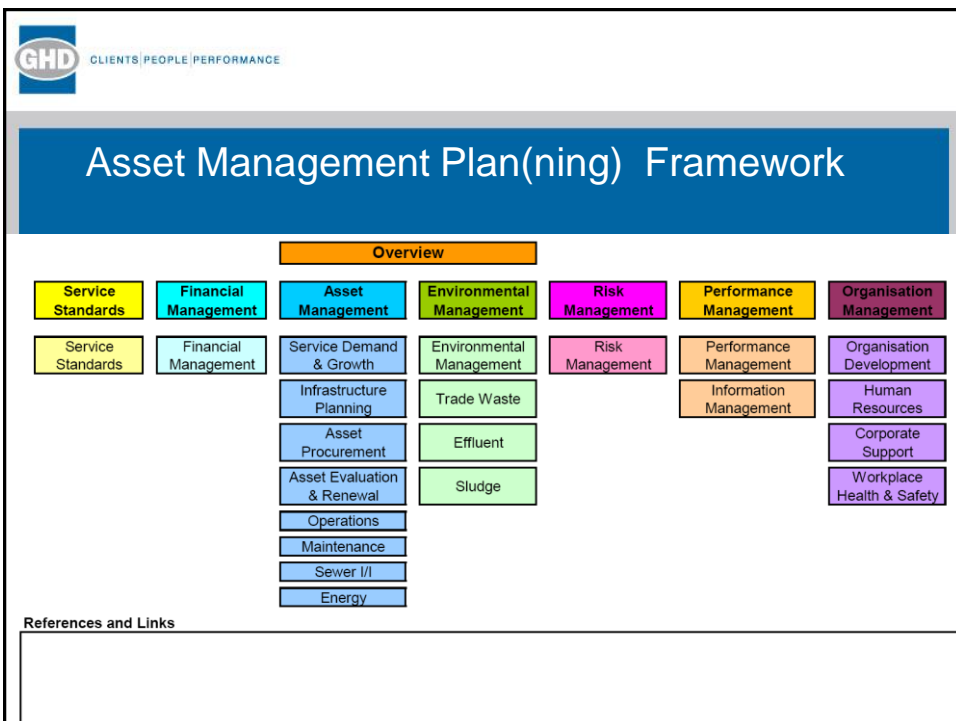 GHD CLIENTS|PEOPLE|PERFORMANCE
Asset Management Plan(ning) Framework
Overview
Service
Standards
Financial
Management
Asset
Management
Environmental
Management
Risk
Management
Performance
Management
Organisation
Management
Service
Standards
Financial
Management
Service Demand
& Growth
Environmental
Management
Risk
Management
Performance
Management
Organisation
Development
Infrastructure
Planning
Trade Waste
Information
Management
Human
Resources
Asset
Procurement
Effluent
Corporate
Support
Asset Evaluation
& Renewal
Sludge
Workplace
Health & Safety
Operations
Maintenance
Sewer I/I
Energy
References and Links